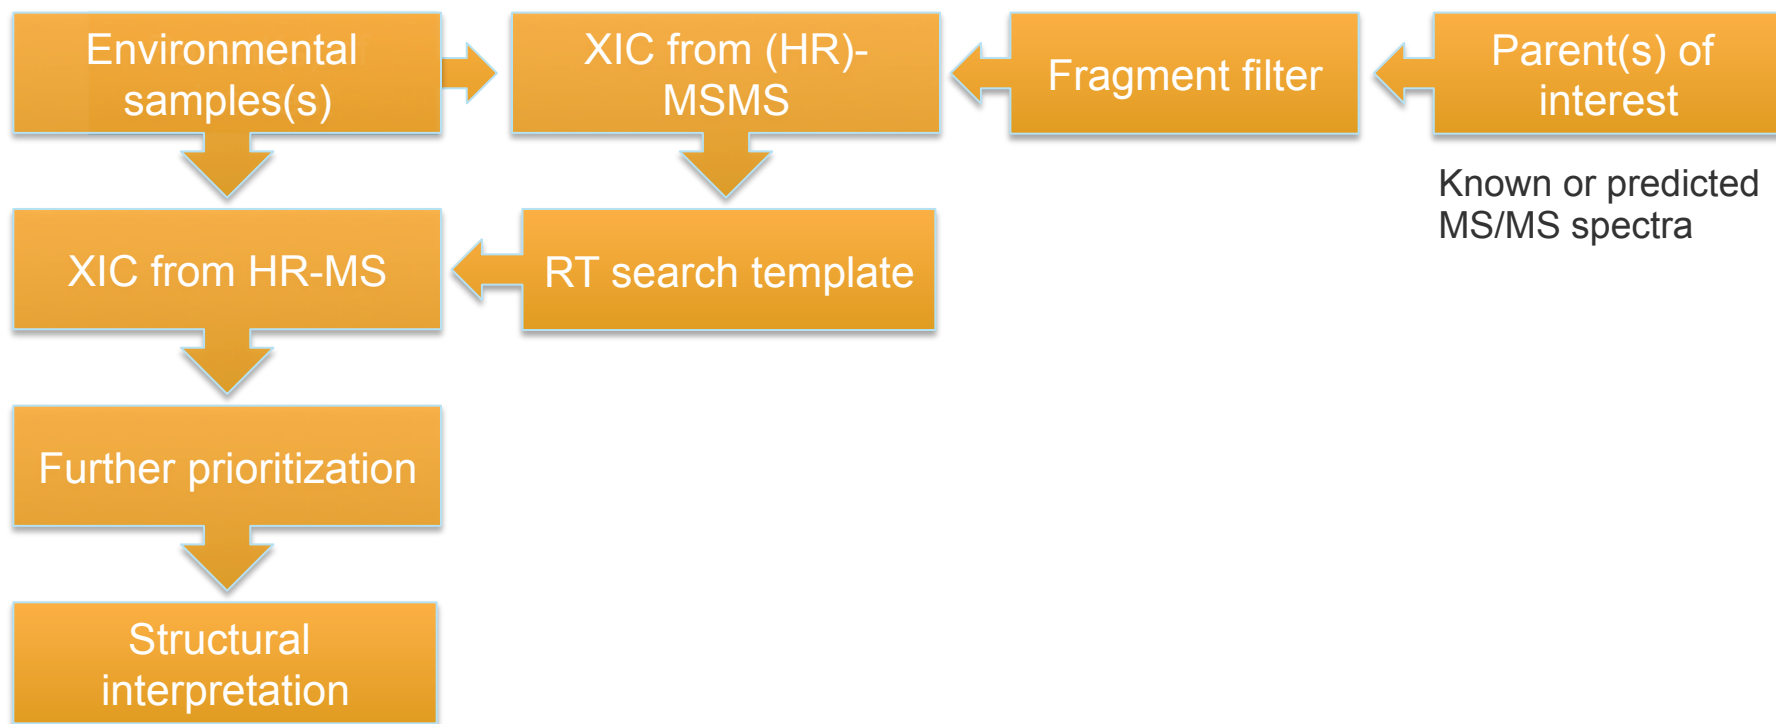 Environmental
samples(s)
XIC from (HR)-
MSMS
Fragment filter
Parent(s) of
interest
Known or predicted
MS/MS spectra
XIC from HR-MS
RT search template
Further prioritization
Structural
interpretation